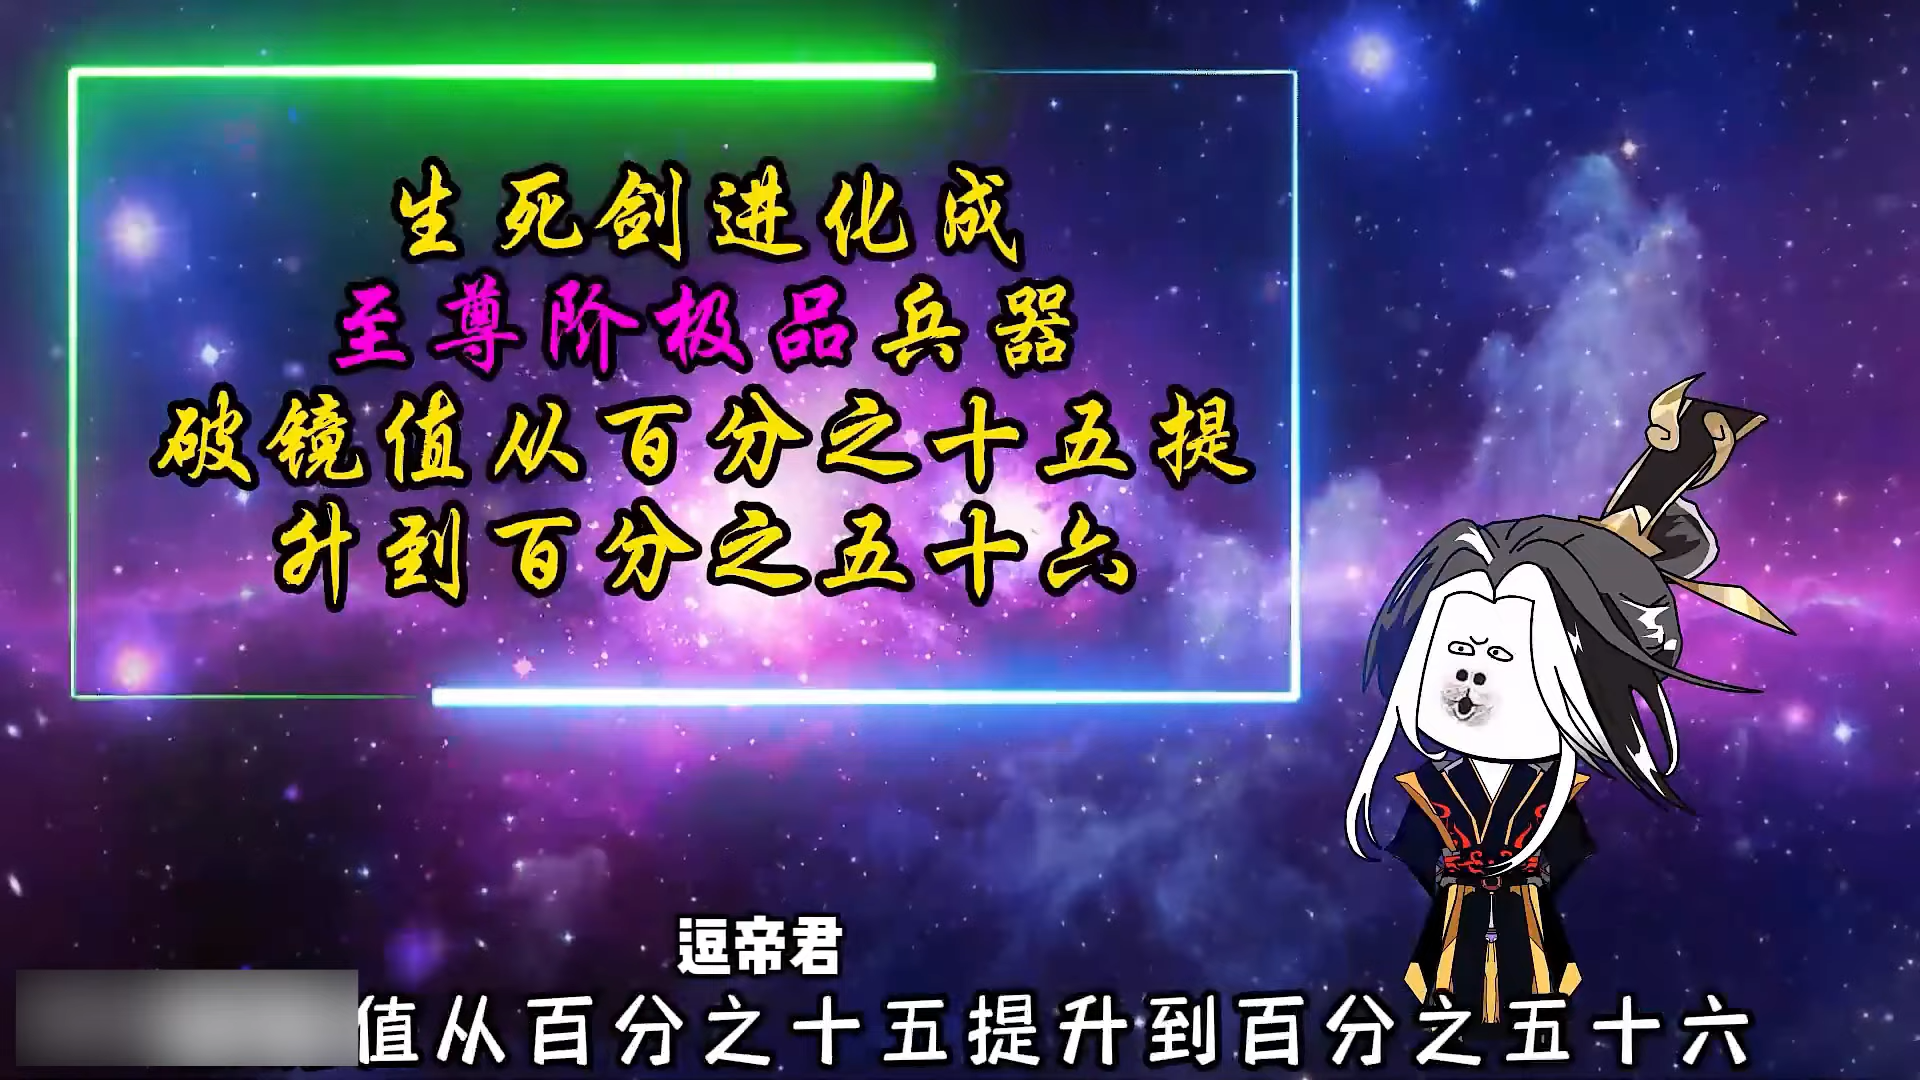 生死剑进化成
至尊阶极品兵器
破镜值从百分之十五提
升到百分之五十六
逗帝君
值从百分之十五提升到百分之五十六